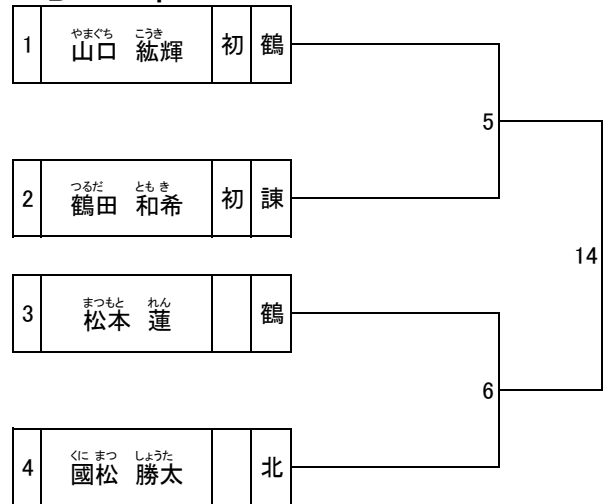 やまぐち こうき
1 山口 紘輝 初 鶴
5
つるだ ともき
2 鶴田 和希 初 諌
14
まつもと れん
3 松本 蓮 鶴
6
くに まつ しょうた
4 國松 勝太 北